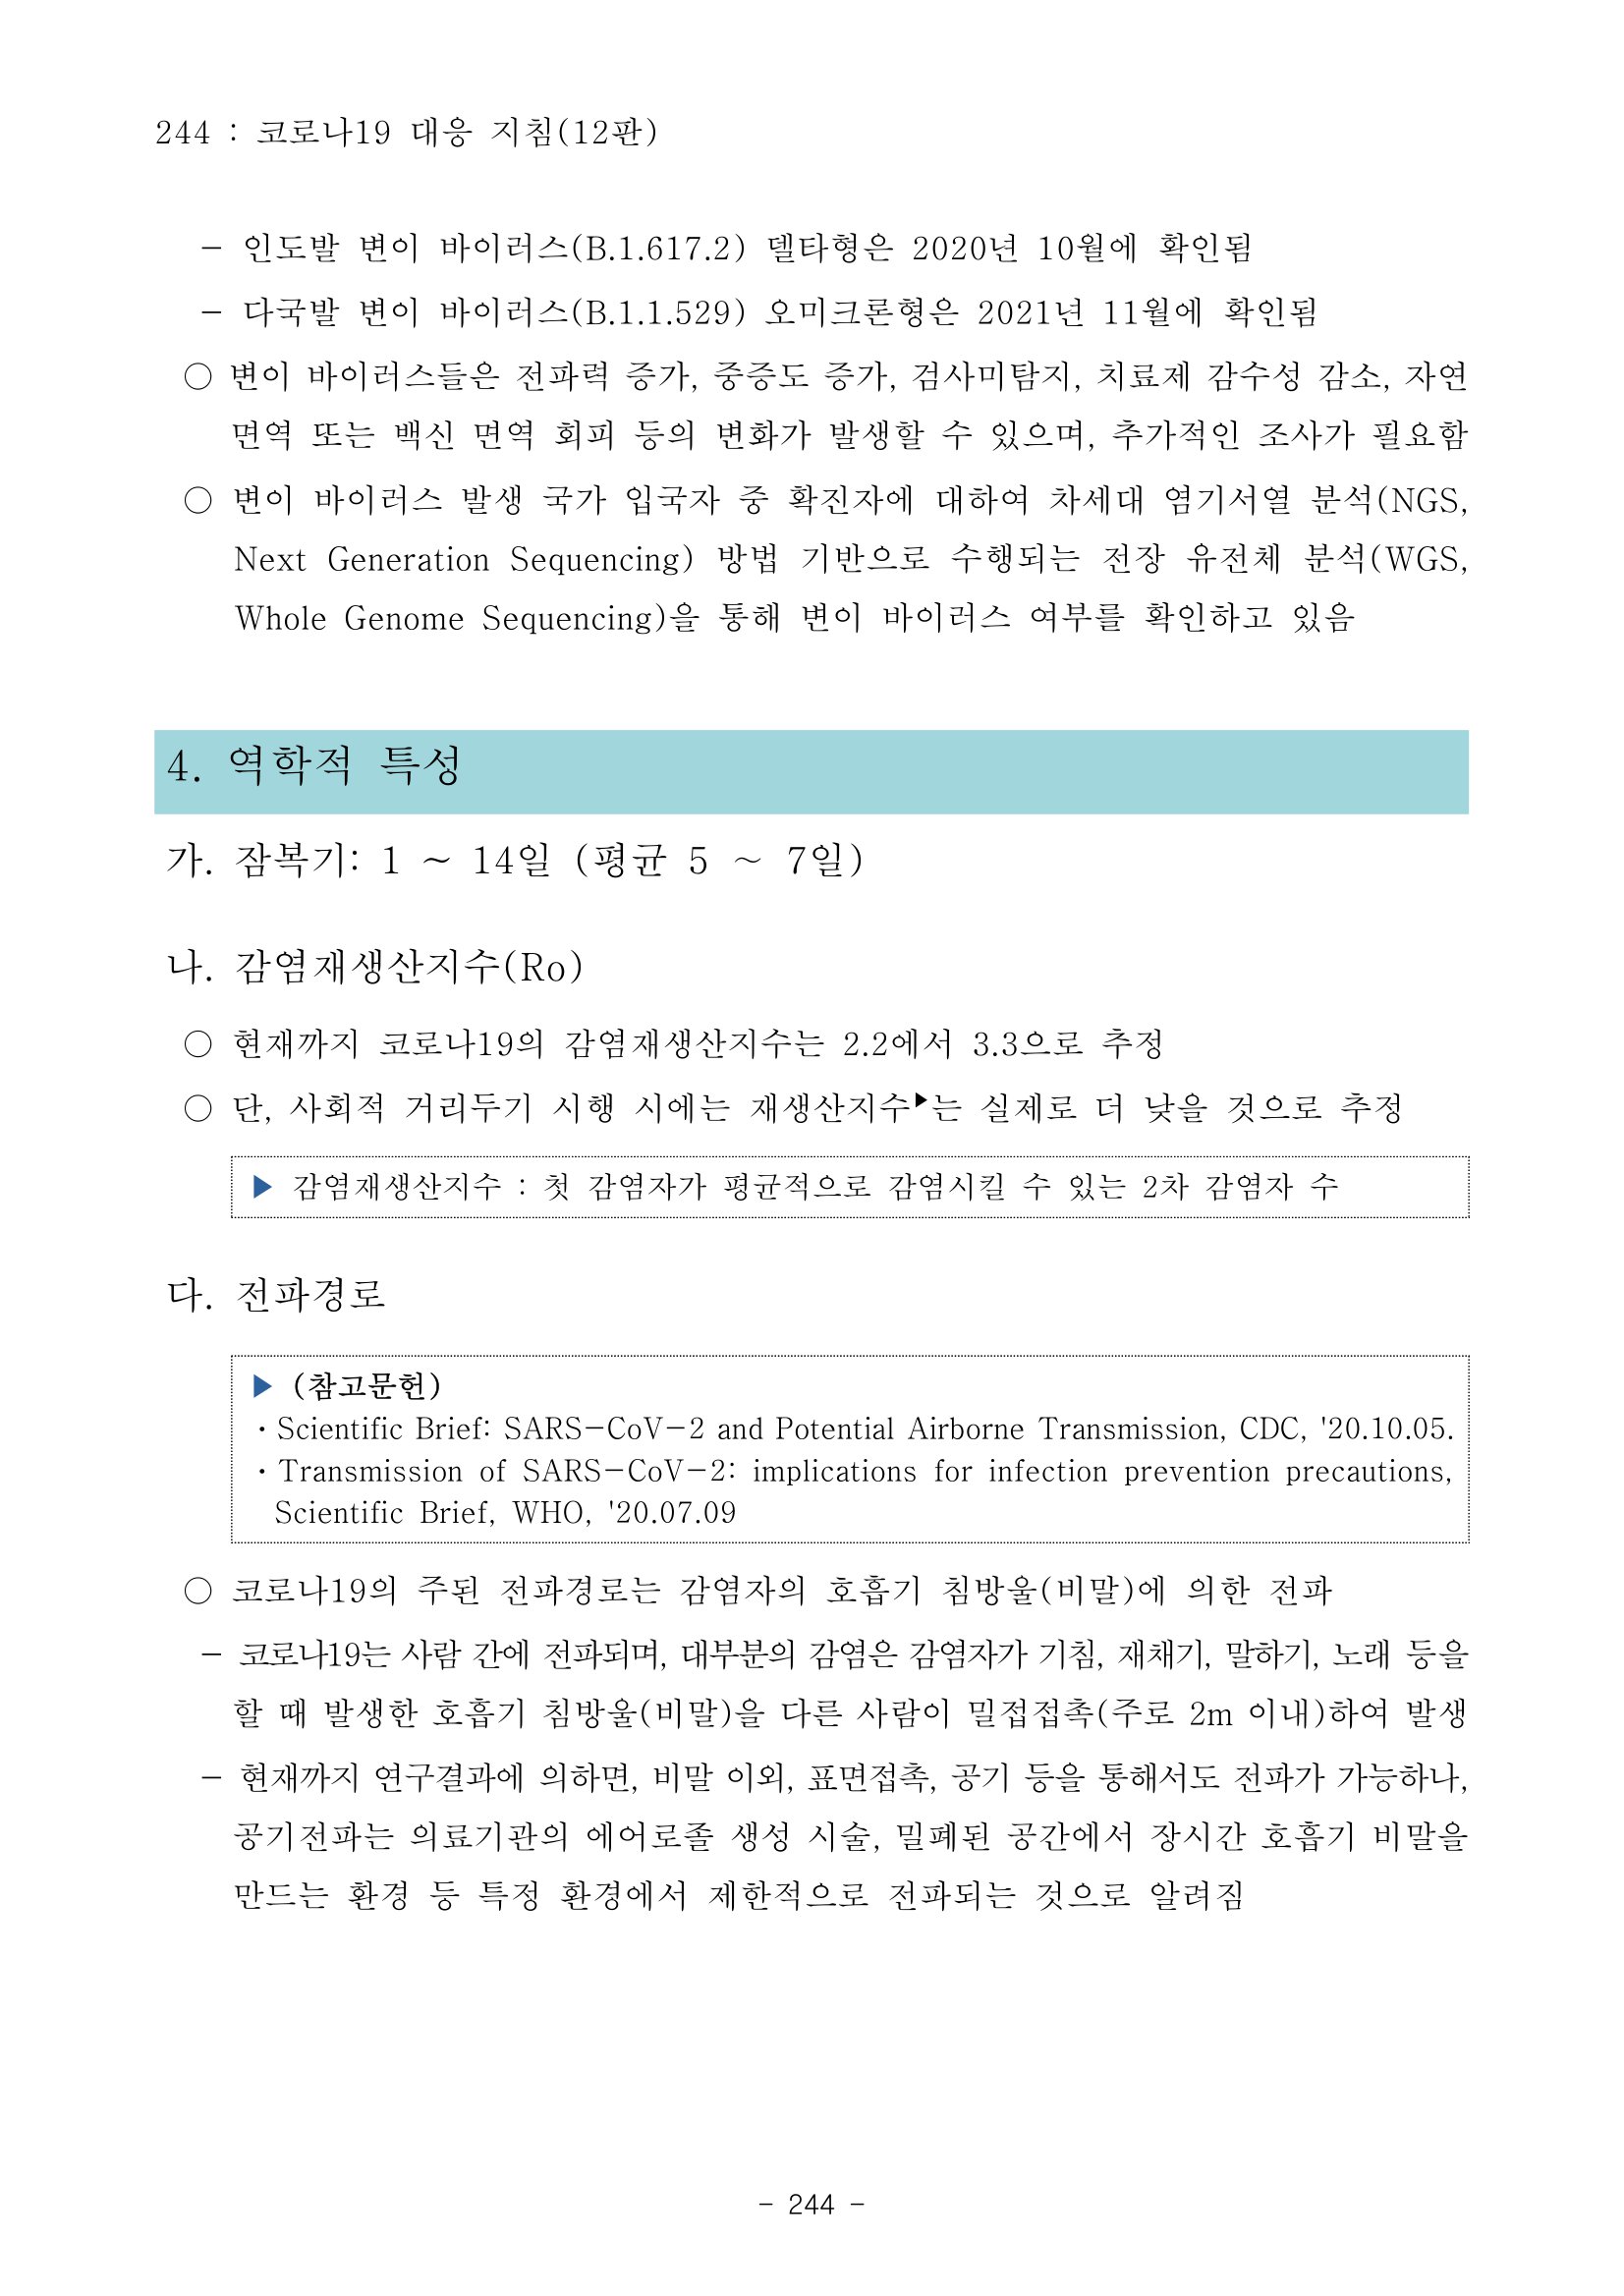 244 : 코로나19 대응 지침(12판)
− 인도발 변이 바이러스(B.1.617.2) 델타형은 2020년 10월에 확인됨
− 다국발 변이 바이러스(B.1.1.529) 오미크론형은 2021년 11월에 확인됨
○ 변이 바이러스들은 전파력 증가, 중증도 증가, 검사미탐지, 치료제 감수성 감소, 자연
면역 또는 백신 면역 회피 등의 변화가 발생할 수 있으며, 추가적인 조사가 필요함
○ 변이 바이러스 발생 국가 입국자 중 확진자에 대하여 차세대 염기서열 분석(NGS,
Next Generation Sequencing) 방법 기반으로 수행되는 전장 유전체 분석(WGS,
Whole Genome Sequencing)을 통해 변이 바이러스 여부를 확인하고 있음
4. 역학적 특성
가. 잠복기: 1 ~ 14일 (평균 5 ~ 7일)
나. 감염재생산지수(Ro)
○ 현재까지 코로나19의 감염재생산지수는 2.2에서 3.3으로 추정
○ 단, 사회적 거리두기 시행 시에는 재생산지수▶는 실제로 더 낮을 것으로 추정
▶ 감염재생산지수 : 첫 감염자가 평균적으로 감염시킬 수 있는 2차 감염자 수
다. 전파경로
▶ (참고문헌)
· Scientific Brief: SARS−CoV−2 and Potential Airborne Transmission, CDC, '20.10.05.
· Transmission of SARS−CoV−2: implications for infection prevention precautions,
Scientific Brief, WHO, '20.07.09
○ 코로나19의 주된 전파경로는 감염자의 호흡기 침방울(비말)에 의한 전파
− 코로나19는 사람 간에 전파되며, 대부분의 감염은 감염자가 기침, 재채기, 말하기, 노래 등을
할 때 발생한 호흡기 침방울(비말)을 다른 사람이 밀접접촉(주로 2m 이내)하여 발생
− 현재까지 연구결과에 의하면, 비말 이외, 표면접촉, 공기 등을 통해서도 전파가 가능하나,
공기전파는 의료기관의 에어로졸 생성 시술, 밀폐된 공간에서 장시간 호흡기 비말을
만드는 환경 등 특정 환경에서 제한적으로 전파되는 것으로 알려짐
- 244 -